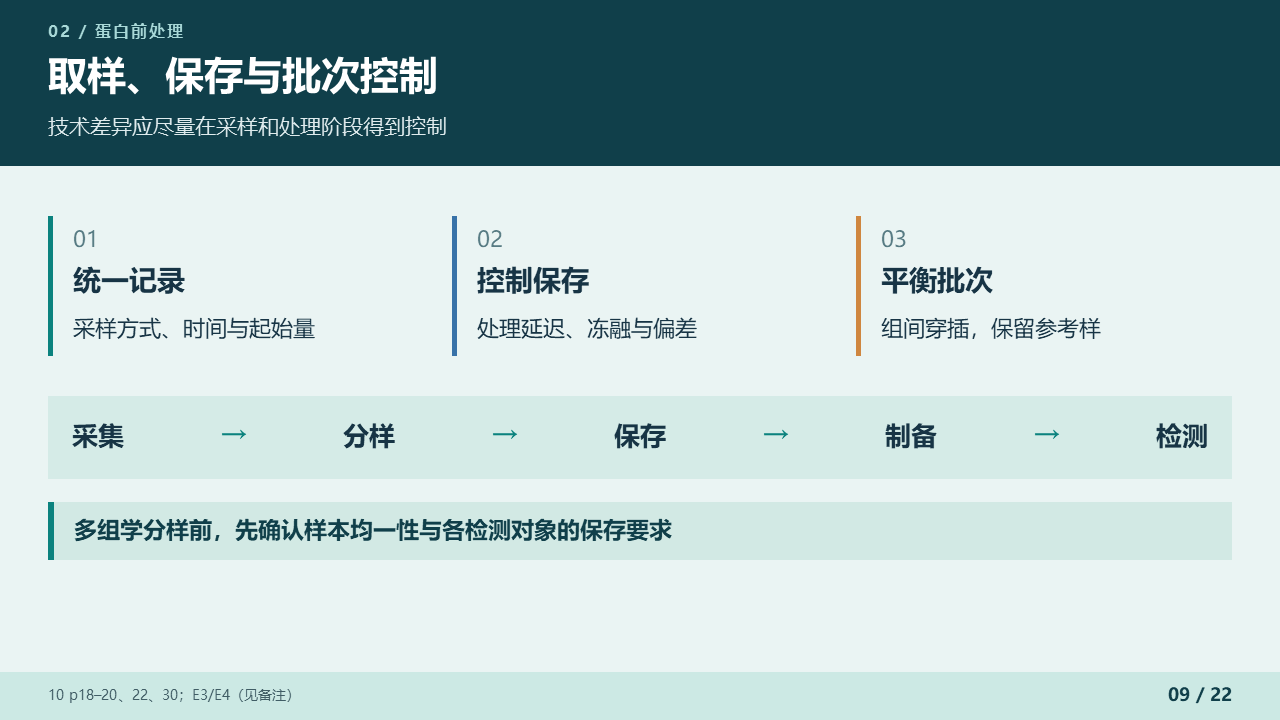 02 / 蛋白前处理
取样、保存与批次控制
技术差异应尽量在采样和处理阶段得到控制
01
统一记录
采样方式、时间与起始量
02
控制保存
处理延迟、冻融与偏差
03
平衡批次
组间穿插，保留参考样
采集 → 分样 → 保存 → 制备 → 检测
多组学分样前，先确认样本均一性与各检测对象的保存要求
10 p18–20、22、30；E3/E4（见备注）
09 / 22